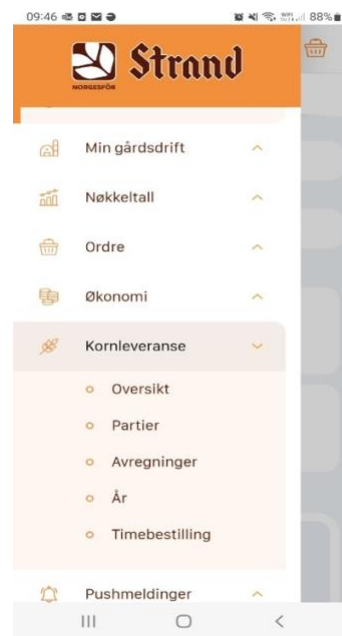 09:46
88%
Strand
NORGESFÔR
Min gårdsdrift
Nøkkeltall
Ordre
Økonomi
Kornleveranse
Oversikt
Partier
Avregninger
År
Timebestilling
Pushmeldinger